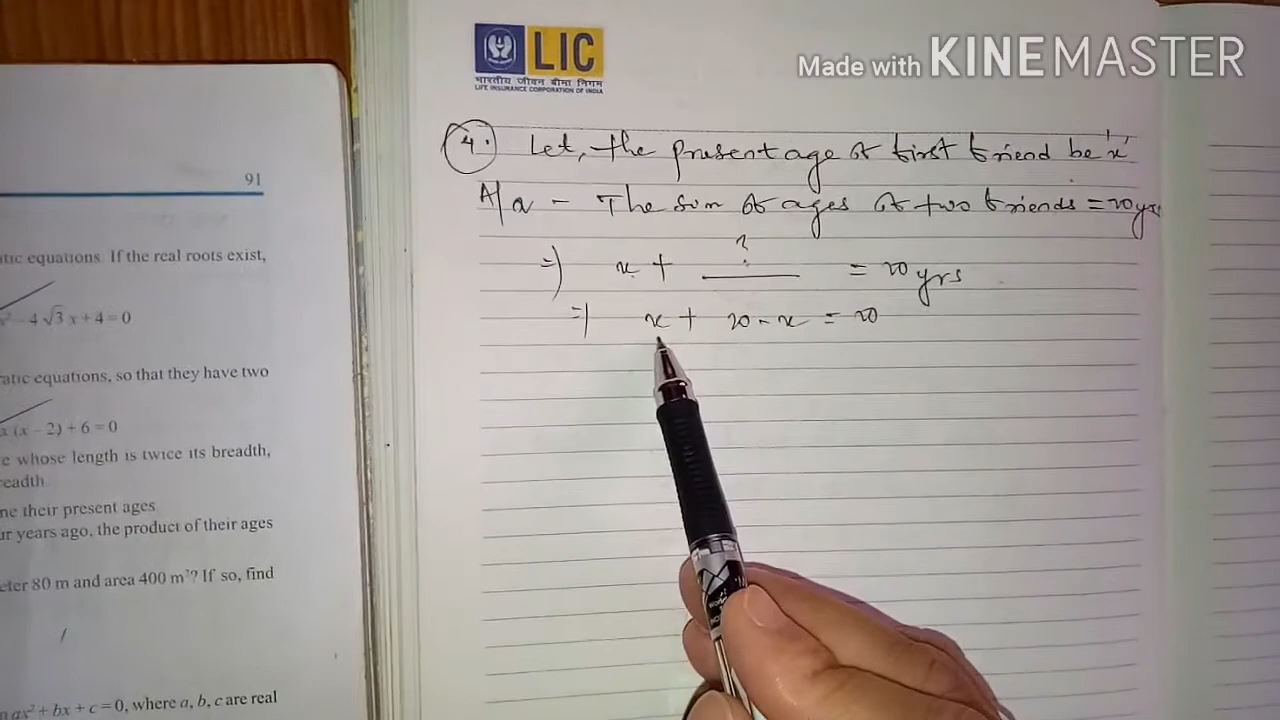 Made with KINEMASTER
LIC
भारतीय जीवन बीमा निगम
LIFE INSURANCE CORPORATION OF INDIA
91
tic equations. If the real roots exist,
x² – 4√3 x + 4 = 0
ratic equations, so that they have two
x (x – 2) + 6 = 0
e whose length is twice its breadth,
readth.
ne their present ages.
ur years ago, the product of their ages
eter 80 m and area 400 m²? If so, find
ax² + bx + c = 0, where a, b, c are real
4. Let, the present age of first friend be 'x'
A/q - The sum of ages of two friends = 20 yrs
=) x + ? = 20 yrs
=) x + 20 - x = 20